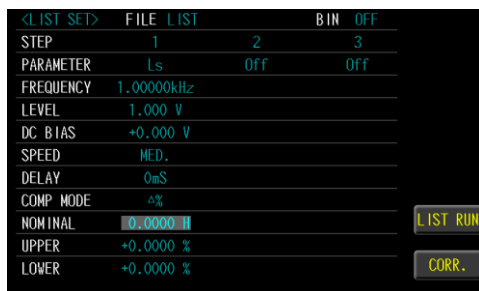 <LIST SET> FILE LIST BIN OFF
STEP 1 2 3
PARAMETER Ls Off Off
FREQUENCY 1.00000kHz
LEVEL 1.000 V
DC BIAS +0.000 V
SPEED MED.
DELAY 0mS
COMP MODE △%
NOMINAL 0.0000 H
LIST RUN
UPPER +0.0000 %
LOWER +0.0000 %
CORR.